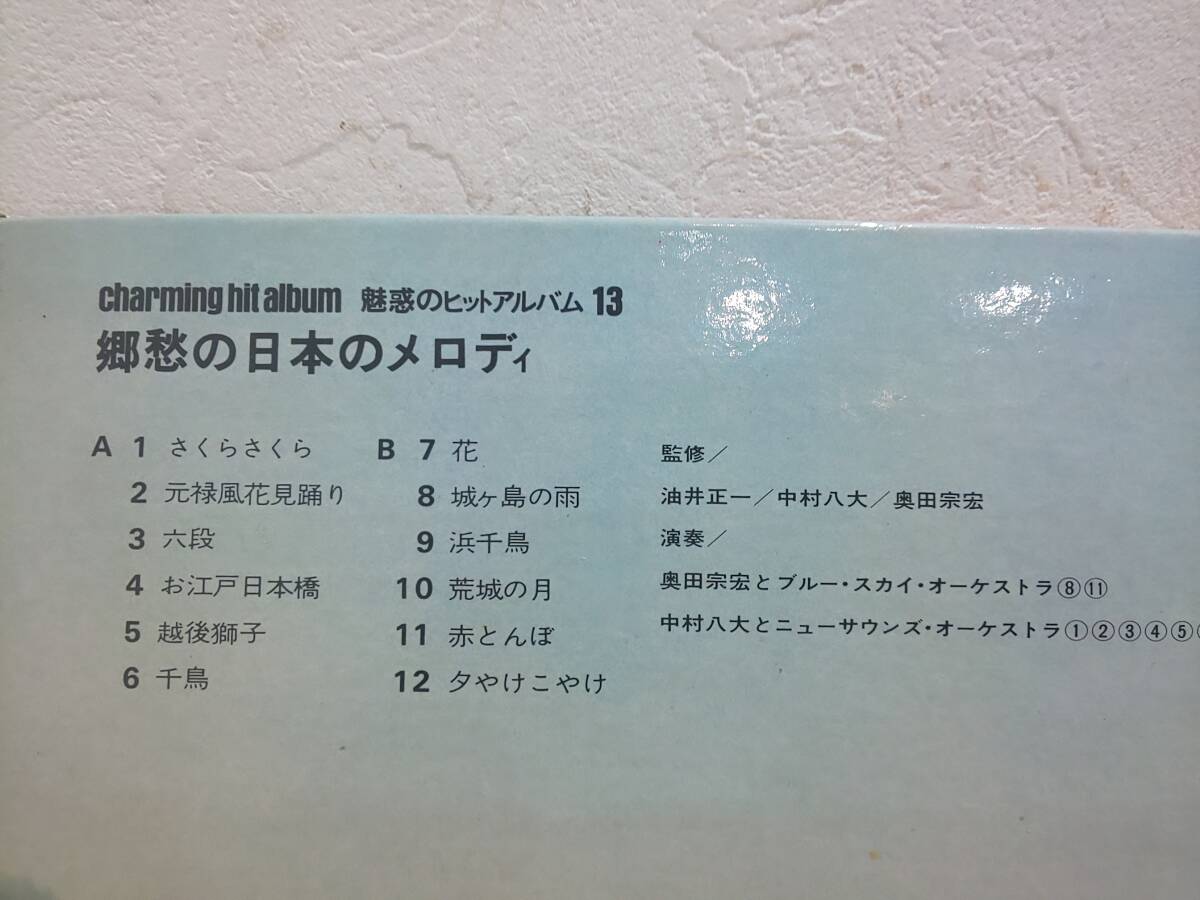 charming hit album 魅惑のヒットアルバム 13
郷愁の日本のメロディ
A 1 さくらさくら
2 元禄風花見踊り
3 六段
4 お江戸日本橋
5 越後獅子
6 千鳥
B 7 花
8 城ヶ島の雨
9 浜千鳥
10 荒城の月
11 赤とんぼ
12 夕やけこやけ
監修／
油井正一／中村八大／奥田宗宏
演奏／
奥田宗宏とブルー・スカイ・オーケストラ⑧⑪
中村八大とニューサウンズ・オーケストラ①②③④⑤